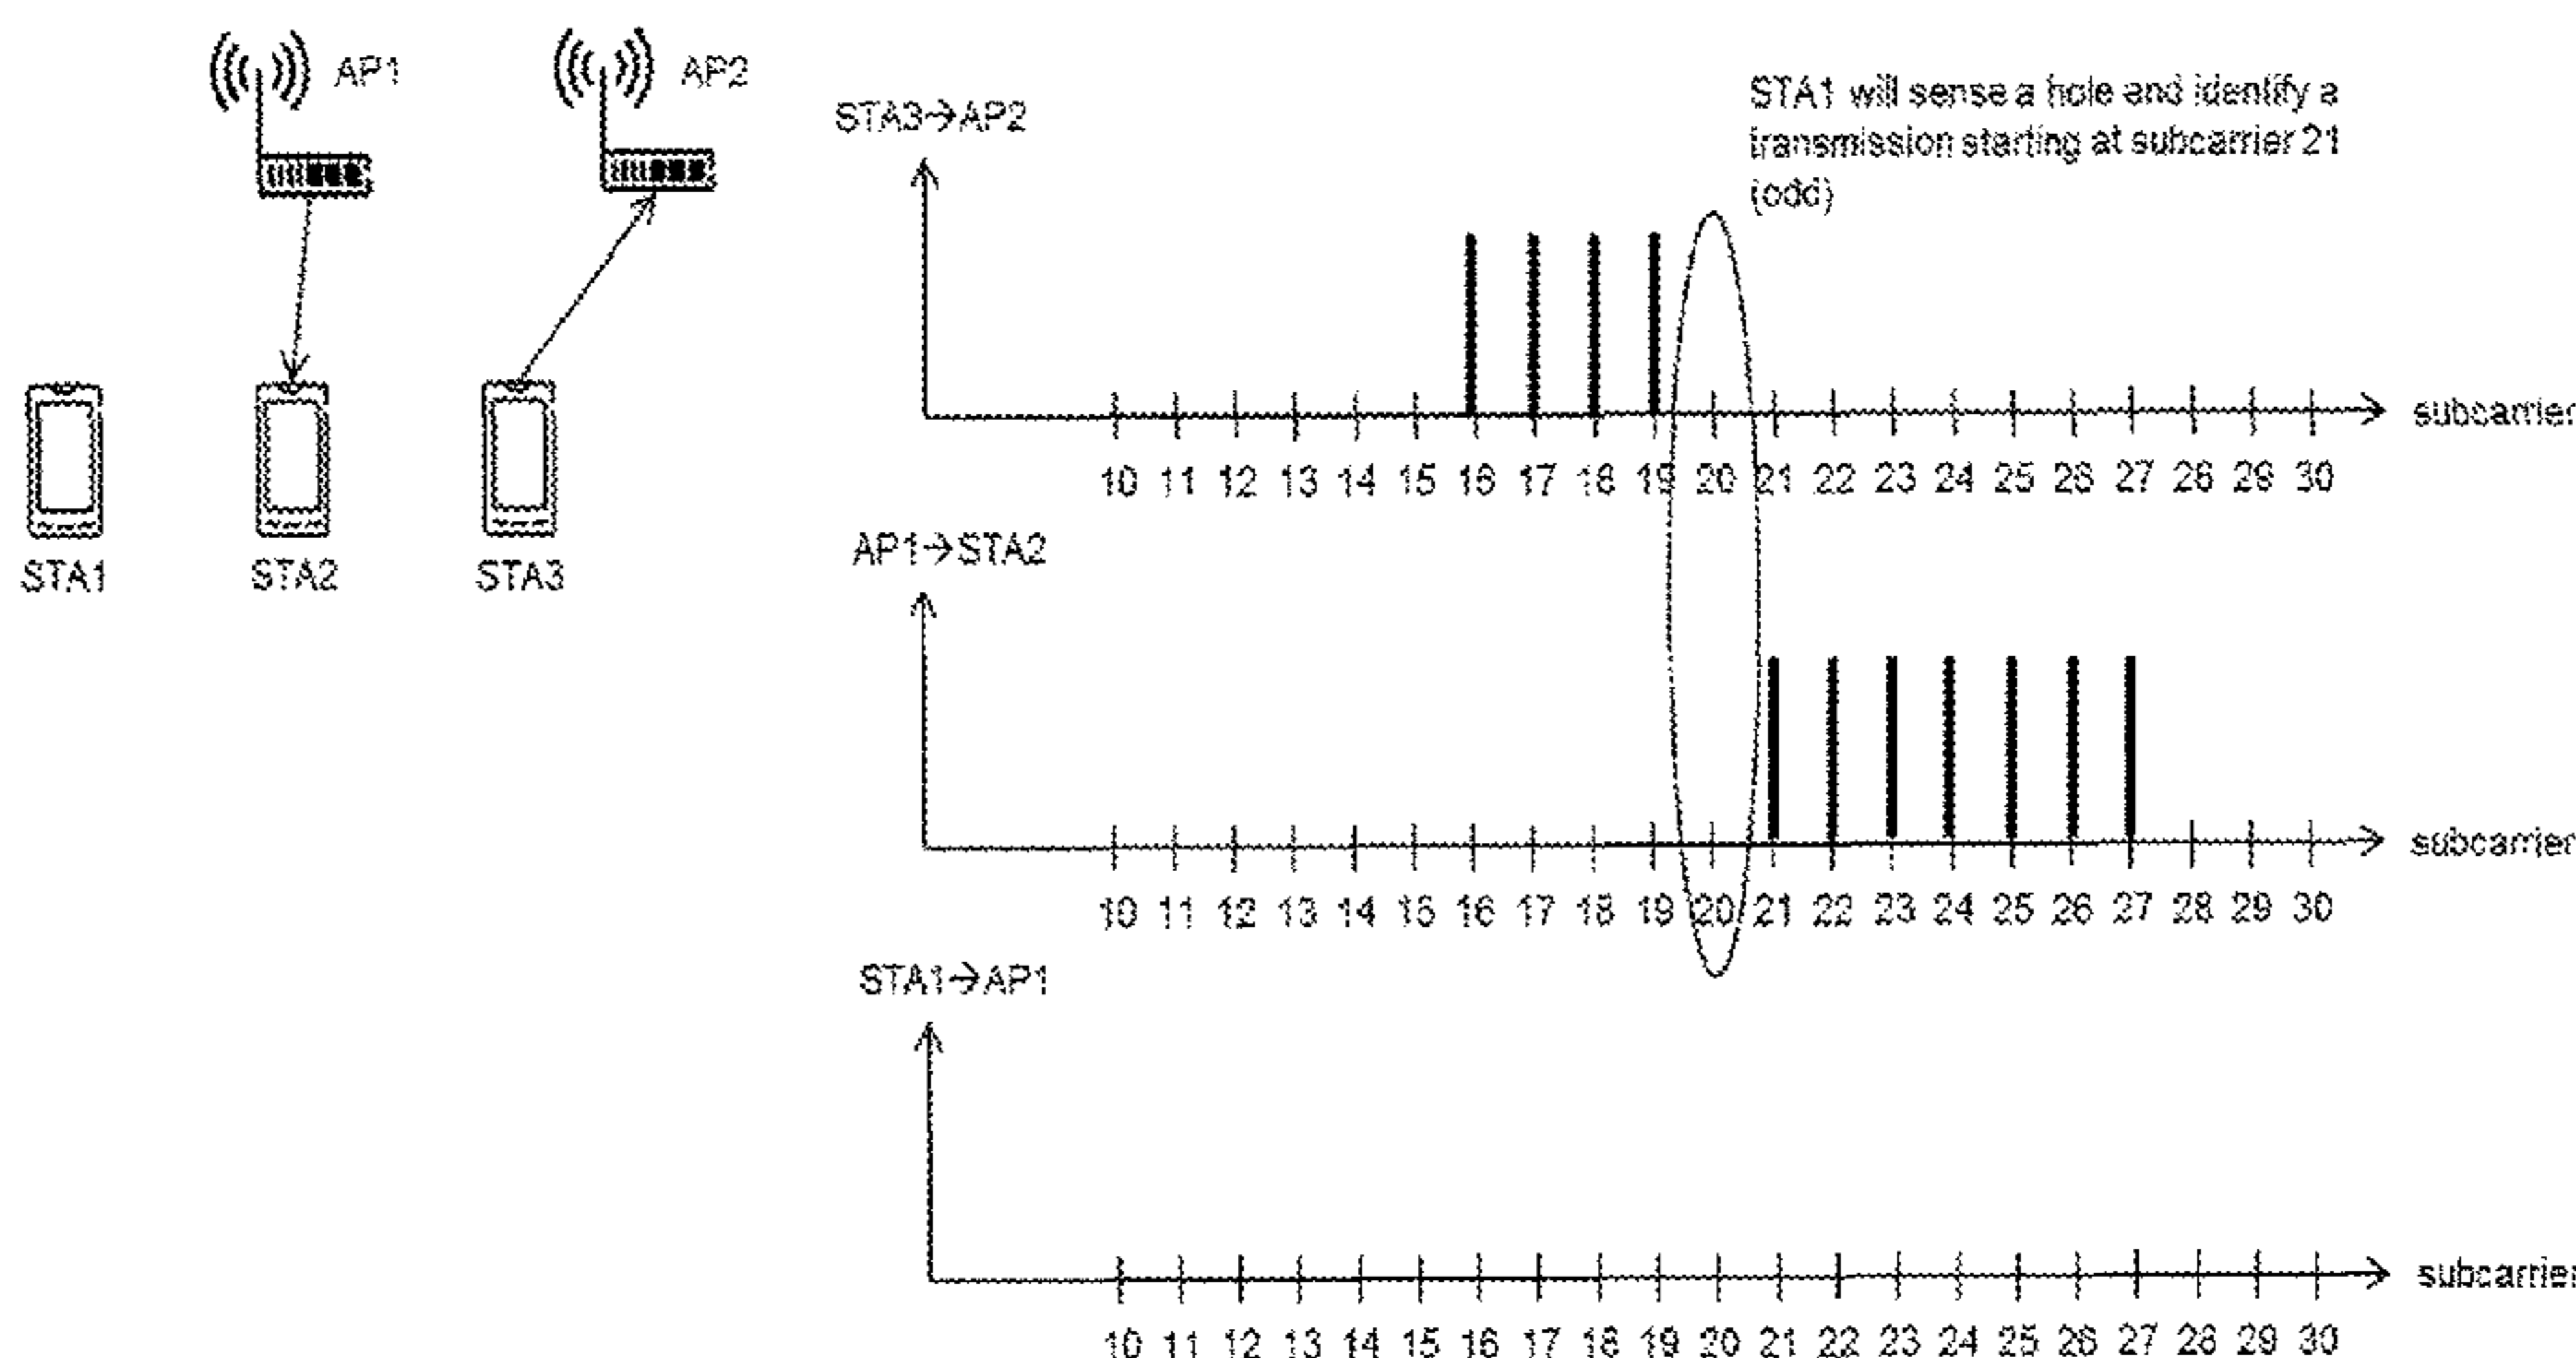 AP1
AP2
STA1
STA2
STA3
STA3→AP2
STA1 will sense a hole and identify a
transmission starting at subcarrier 21
(odd)
subcarrier
10 11 12 13 14 15 16 17 18 19 20 21 22 23 24 25 26 27 28 29 30
AP1→STA2
subcarrier
10 11 12 13 14 15 16 17 18 19 20 21 22 23 24 25 26 27 28 29 30
STA1→AP1
subcarrier
10 11 12 13 14 15 16 17 18 19 20 21 22 23 24 25 26 27 28 29 30